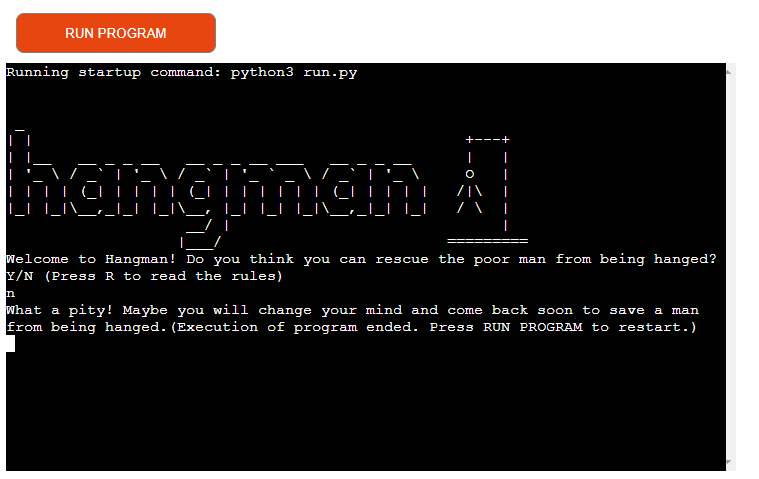 RUN PROGRAM
Running startup command: python3 run.py
hangman
Welcome to Hangman! Do you think you can rescue the poor man from being hanged?
Y/N (Press R to read the rules)
n
What a pity! Maybe you will change your mind and come back soon to save a man
from being hanged.(Execution of program ended. Press RUN PROGRAM to restart.)